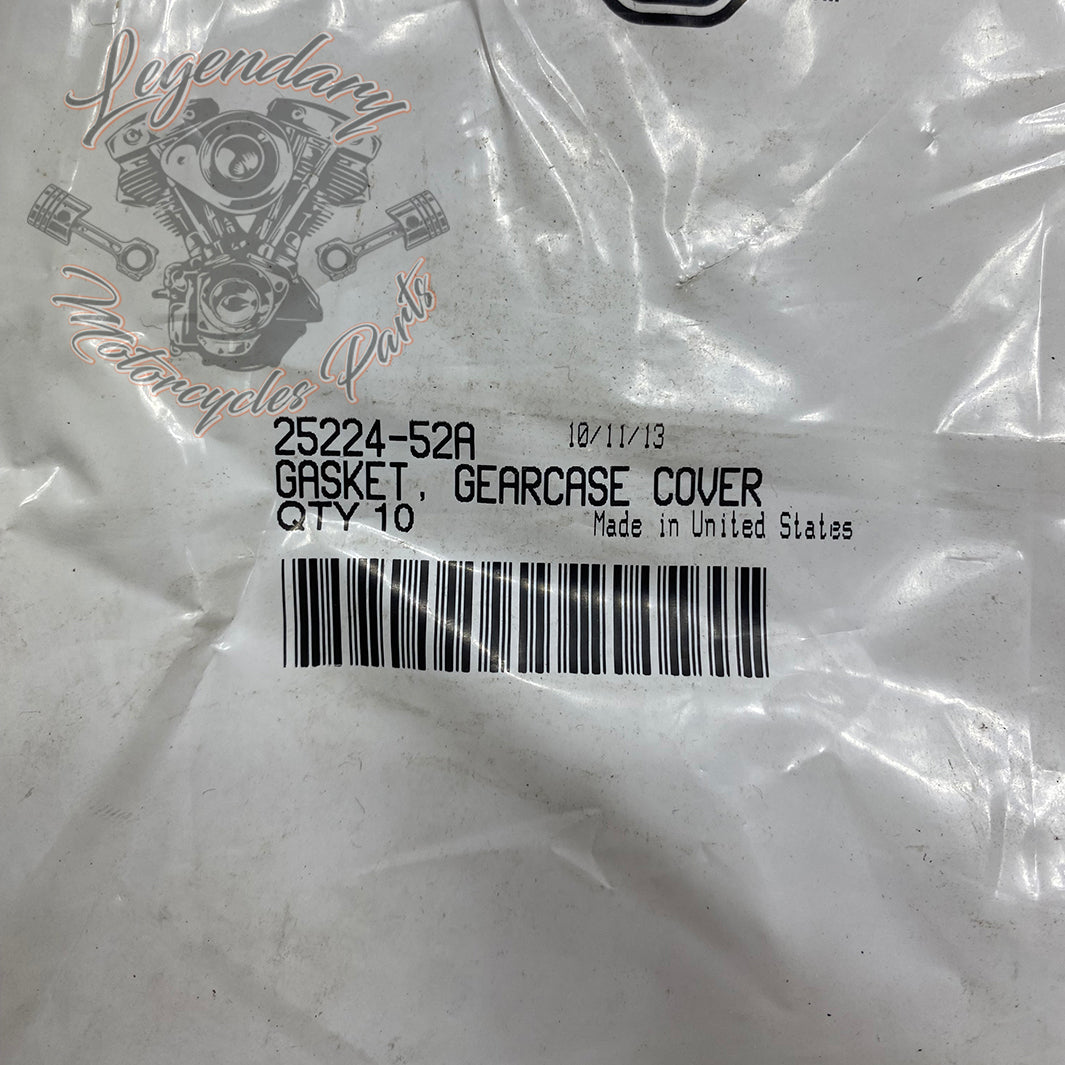 Legendary
Motorcycles Parts
25224-52A 10/11/13
GASKET, GEARCASE COVER
QTY 10 Made in United States